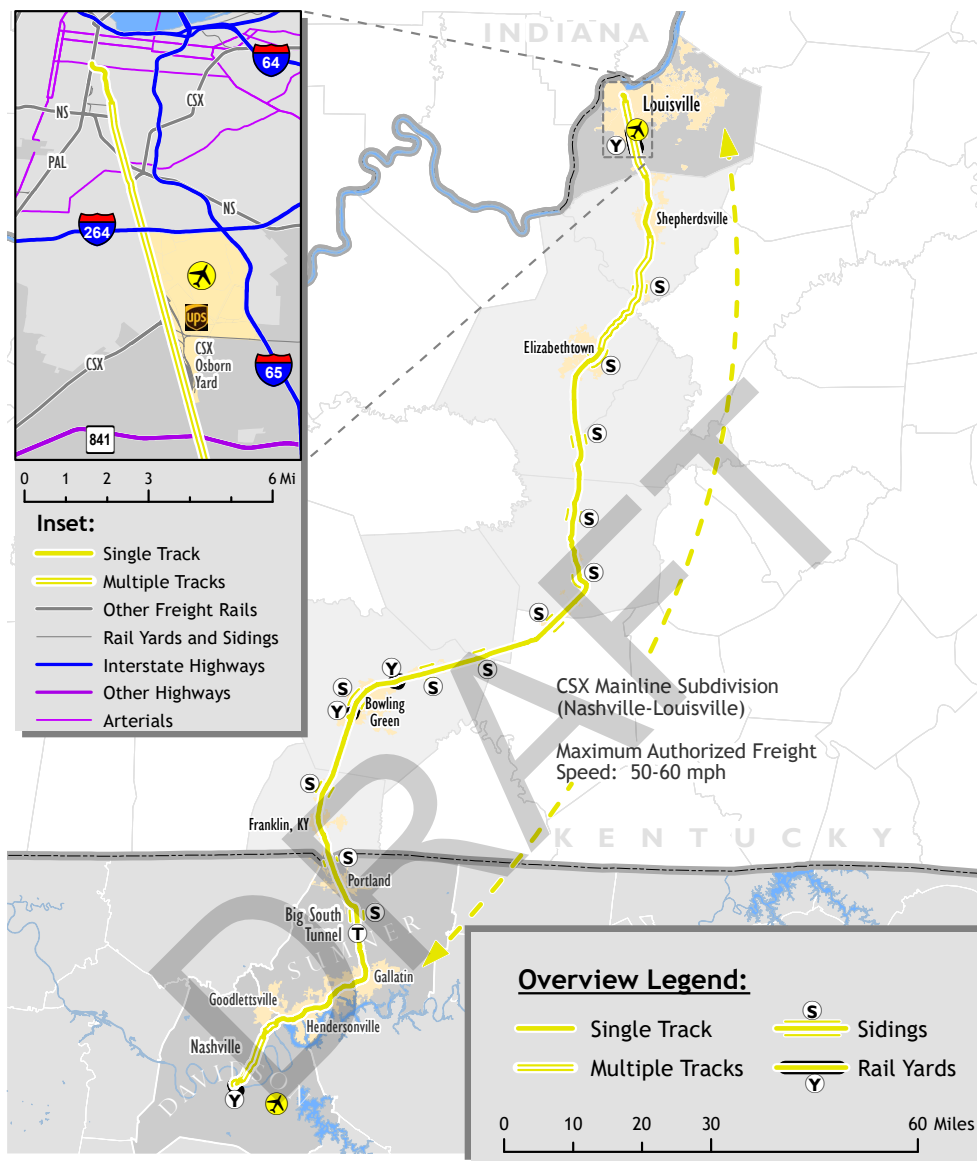 INDIANA
64
CSX
NS
PAL
NS
264
ups
CSX
Osborn
Yard
CSX
65
841
0 1 2 3 6 Mi
Inset:
Single Track
Multiple Tracks
Other Freight Rails
Rail Yards and Sidings
Interstate Highways
Other Highways
Arterials
Louisville
Y
Shepherdsville
S
Elizabethtown
S
S
S
S
S
S
Y
S
S
Bowling
Green
Y
CSX Mainline Subdivision
(Nashville-Louisville)
Maximum Authorized Freight
Speed: 50-60 mph
S
Franklin, KY
KENTUCKY
S
Portland
S
Big South
Tunnel
T
SUMNER
Gallatin
Goodlettsville
Hendersonville
Nashville
DAVIDSON
Y
DRAFT
Overview Legend:
Single Track
S
Sidings
Multiple Tracks
Rail Yards
Y
0 10 20 30 60 Miles